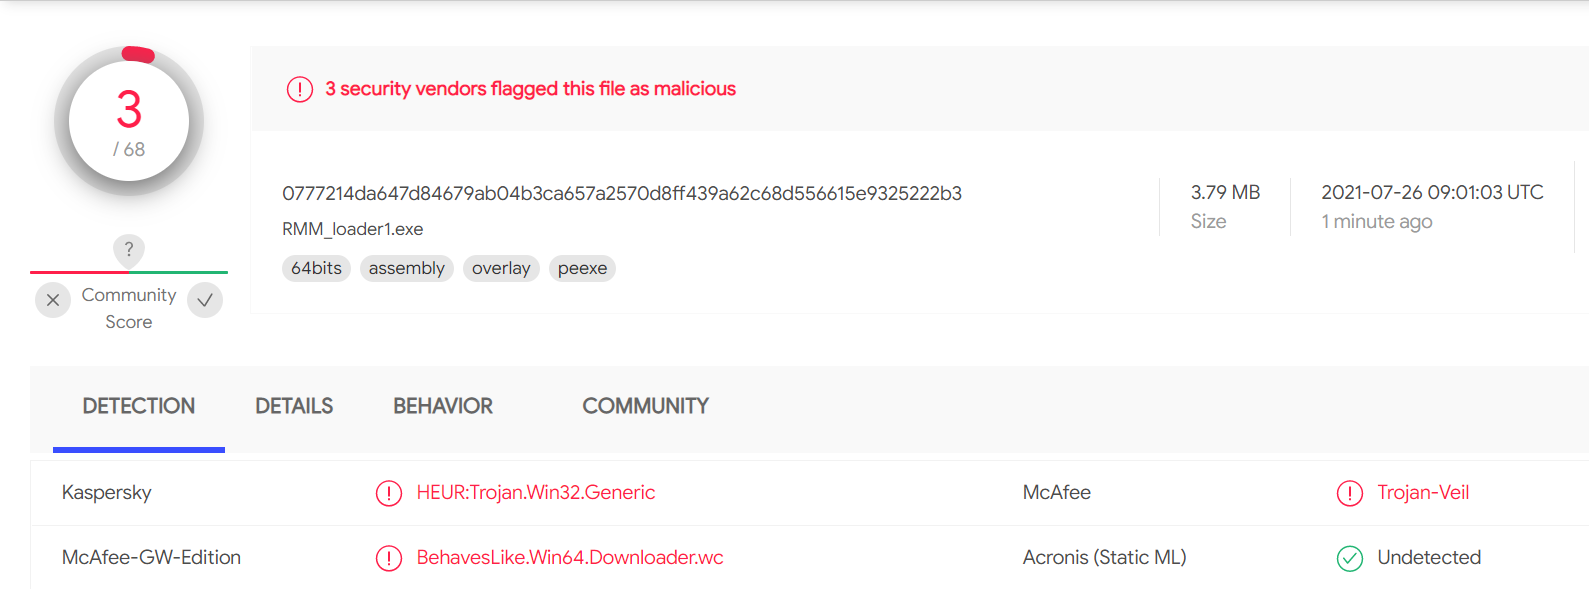 3
/ 68
?
Community
Score
3 security vendors flagged this file as malicious
0777214da647d84679ab04b3ca657a2570d8ff439a62c68d556615e9325222b3
RMM_loader1.exe
64bits assembly overlay peexe
3.79 MB
Size
2021-07-26 09:01:03 UTC
1 minute ago
DETECTION DETAILS BEHAVIOR COMMUNITY
Kaspersky HEUR:Trojan.Win32.Generic McAfee Trojan-Veil
McAfee-GW-Edition BehavesLike.Win64.Downloader.wc Acronis (Static ML) Undetected